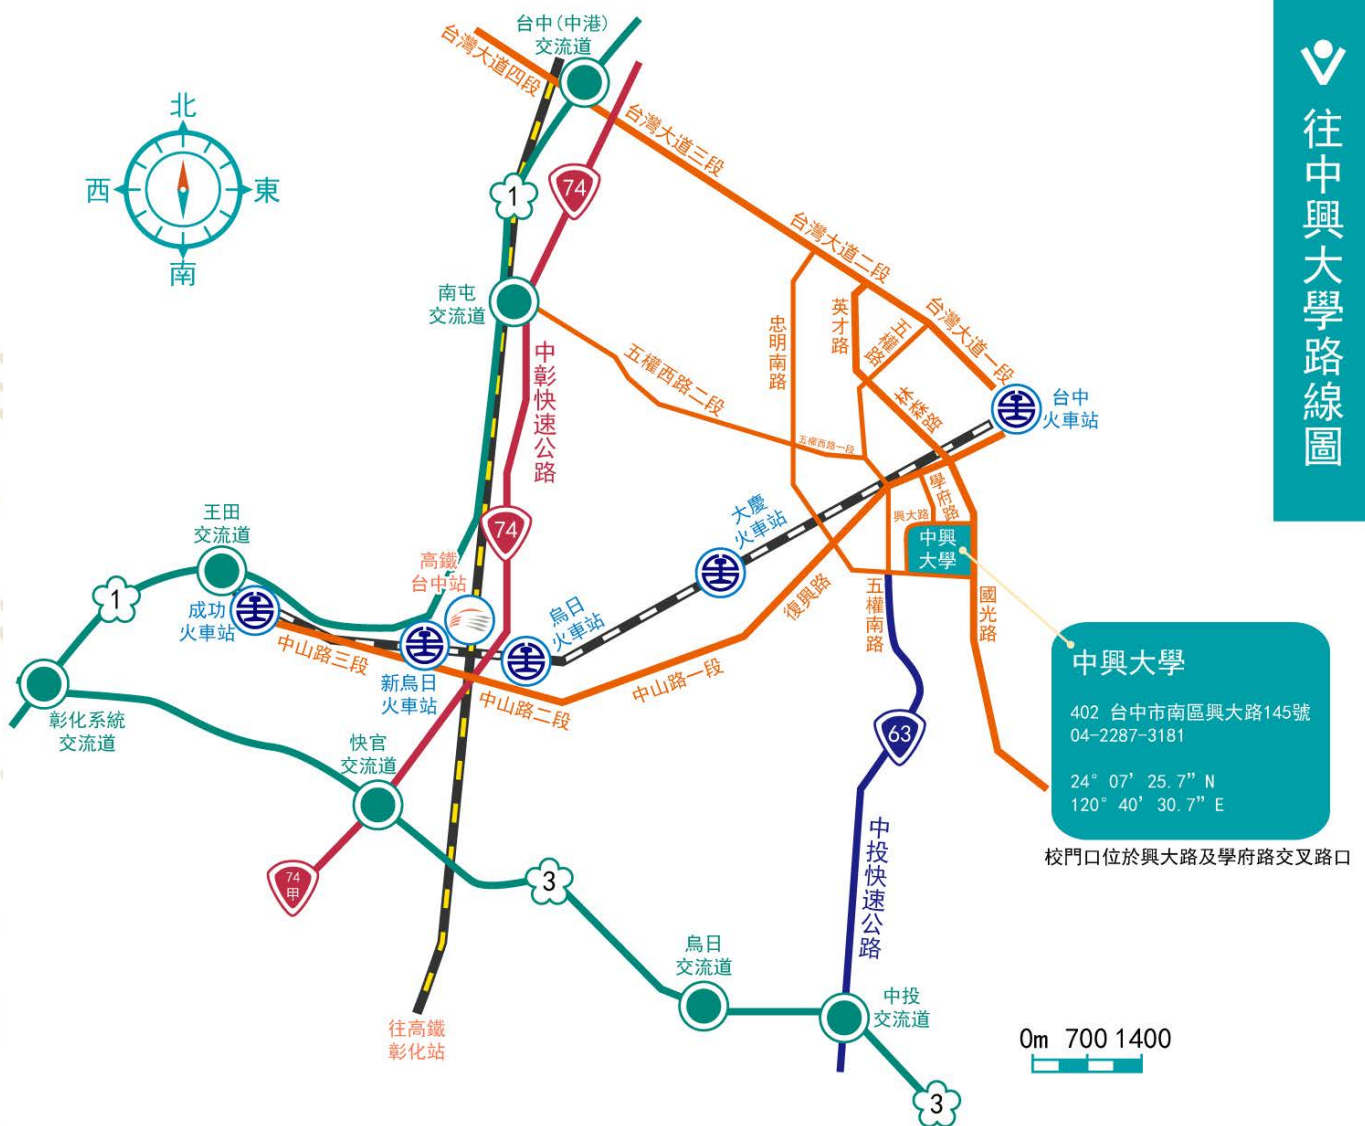 往中興大學路線圖
台中(中港)
交流道
台灣大道四段
台灣大道三段
台灣大道二段
台灣大道一段
北
西
東
南
1
74
南屯
交流道
中彰快速公路
五權西路二段
五權西路一段
忠明南路
英才路
五權路
林森路
台中
火車站
學府路
興大路
中興
大學
大慶
火車站
王田
交流道
74
高鐵
台中站
1
成功
火車站
中山路三段
新烏日
火車站
烏日
火車站
中山路二段
中山路一段
復興路
五權南路
國光路
彰化系統
交流道
快官
交流道
63
中投快速公路
74
甲
3
烏日
交流道
中投
交流道
3
往高鐵
彰化站
中興大學
402 台中市南區興大路145號
04-2287-3181
24° 07’ 25.7” N
120° 40’ 30.7” E
校門口位於興大路及學府路交叉路口
0m 700 1400